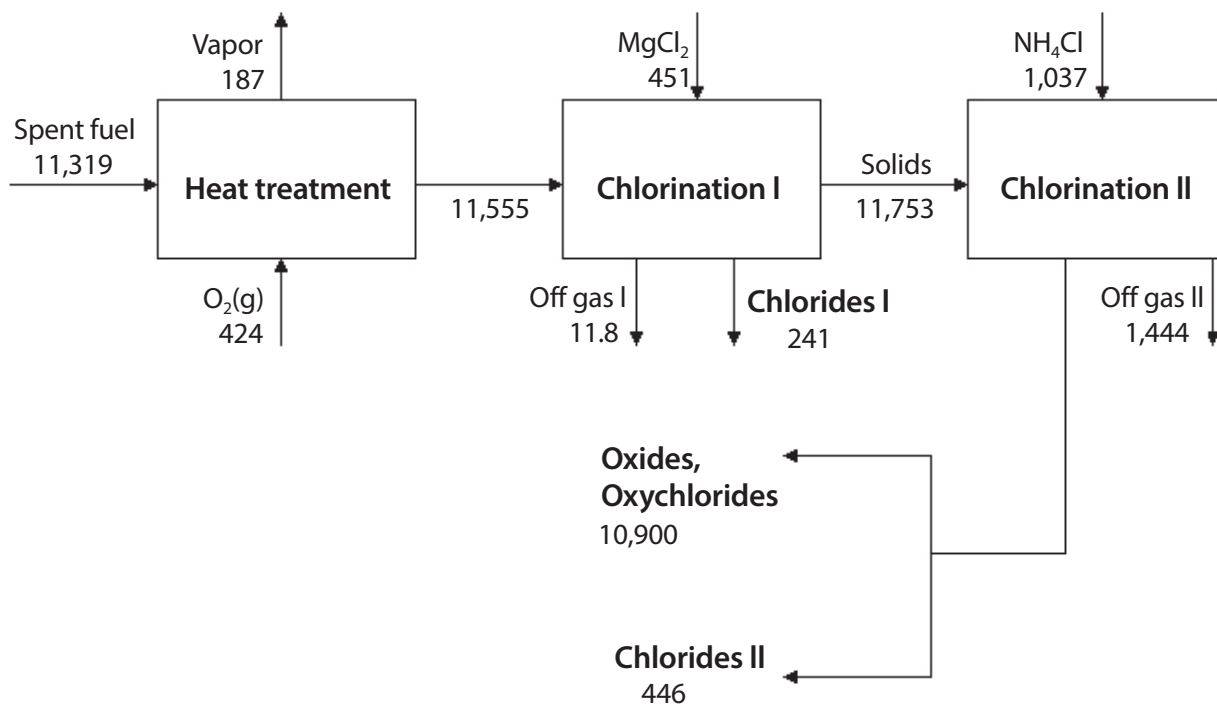 Vapor
187
MgCl₂
451
NH₄Cl
1,037
Spent fuel
11,319
Heat treatment
11,555
Chlorination I
Solids
11,753
Chlorination II
O₂(g)
424
Off gas I
11.8
Chlorides I
241
Off gas II
1,444
Oxides,
Oxychlorides
10,900
Chlorides II
446